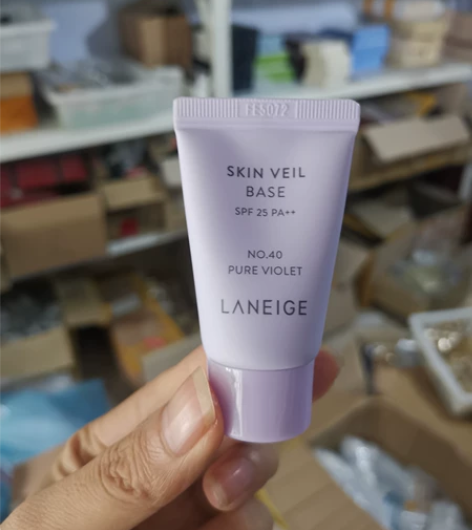 SKIN VEIL
BASE
SPF 25 PA++
NO.40
PURE VIOLET
LANEIGE